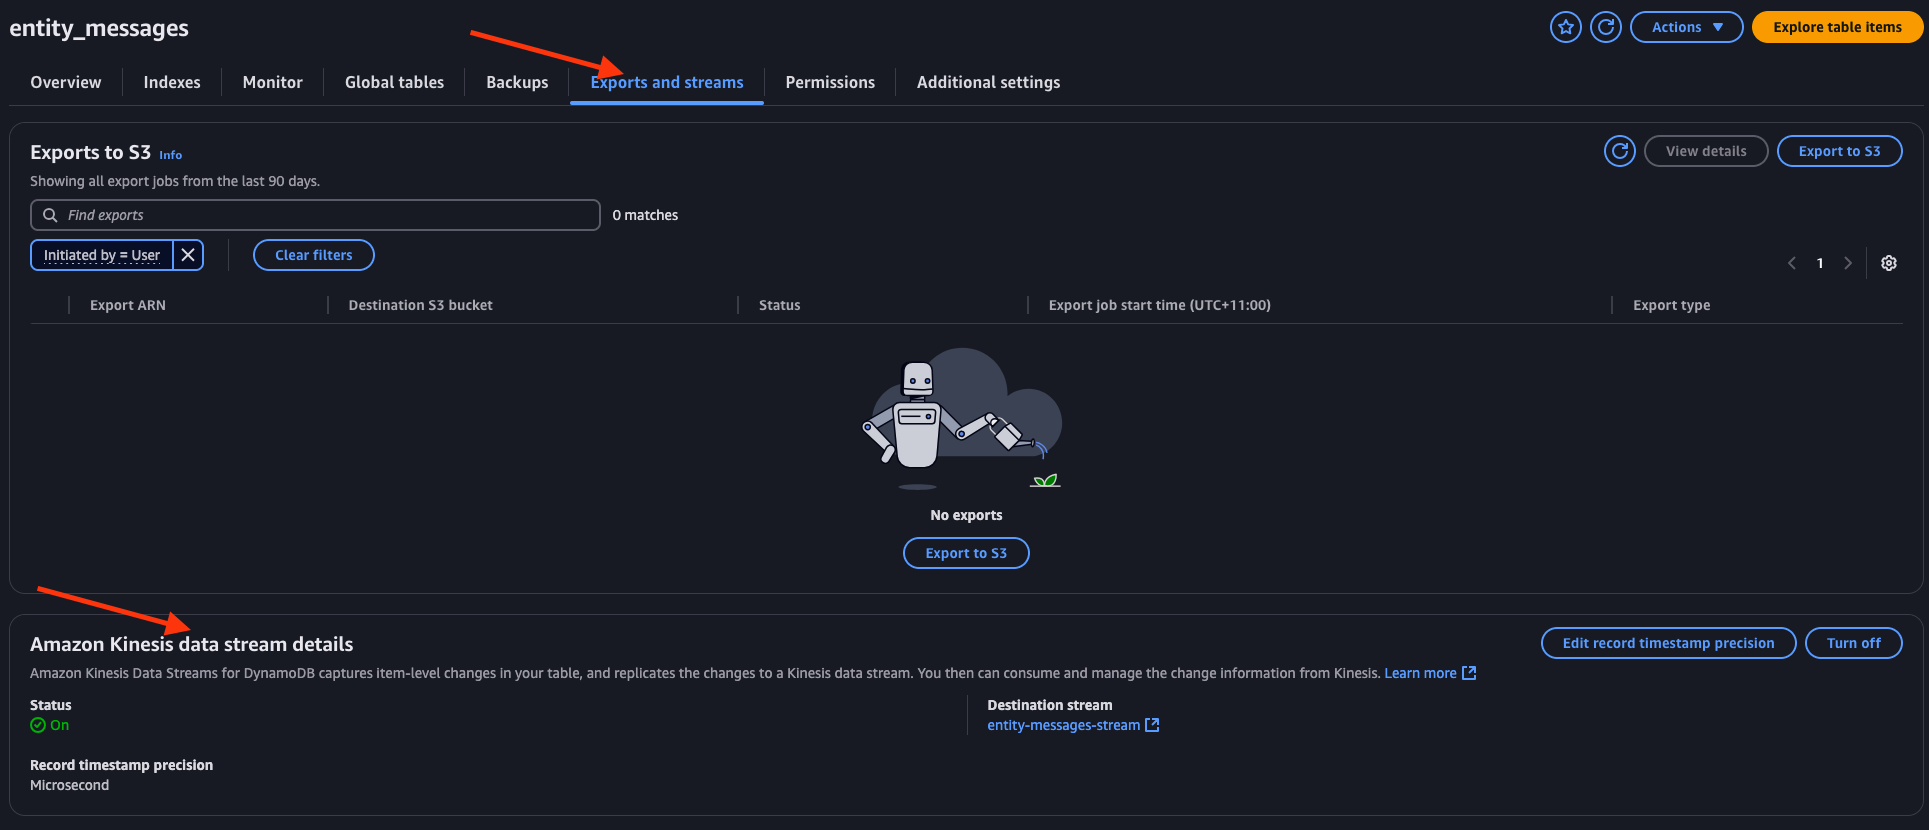 entity_messages
Actions
Explore table items
Overview
Indexes
Monitor
Global tables
Backups
Exports and streams
Permissions
Additional settings
Exports to S3 Info
View details
Export to S3
Showing all export jobs from the last 90 days.
Find exports
0 matches
Initiated by = User
Clear filters
1
Export ARN
Destination S3 bucket
Status
Export job start time (UTC+11:00)
Export type
No exports
Export to S3
Amazon Kinesis data stream details
Edit record timestamp precision
Turn off
Amazon Kinesis Data Streams for DynamoDB captures item-level changes in your table, and replicates the changes to a Kinesis data stream. You then can consume and manage the change information from Kinesis. Learn more
Status
On
Destination stream
entity-messages-stream
Record timestamp precision
Microsecond